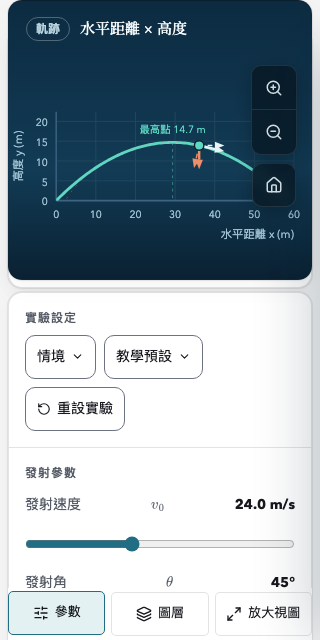 軌跡 水平距離 × 高度
最高點 14.7 m
高度 y (m)
20
15
10
5
0
0 10 20 30 40 50 60
水平距離 x (m)
實驗設定
情境 教學預設
重設實驗
發射參數
發射速度 v₀ 24.0 m/s
發射角 θ 45°
參數 圖層 放大視圖